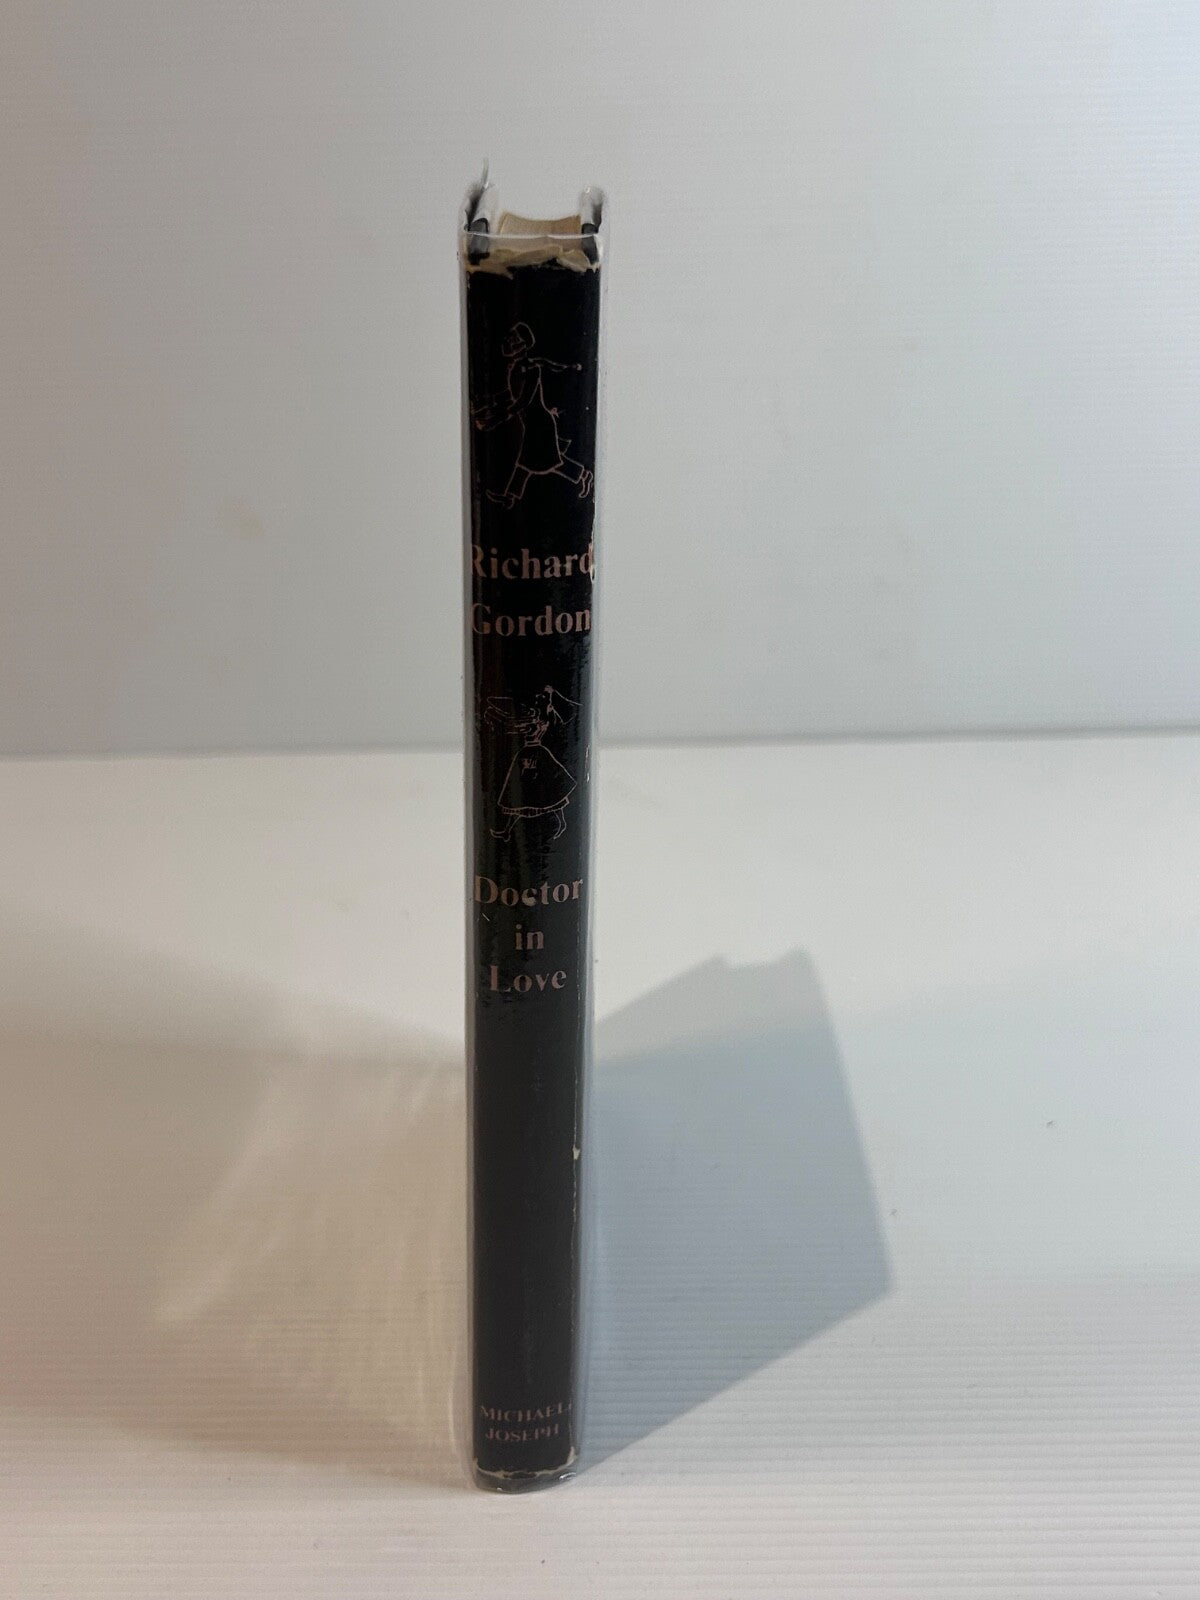 Richard
Gordon
Doctor
in
Love
MICHAEL
JOSEPH